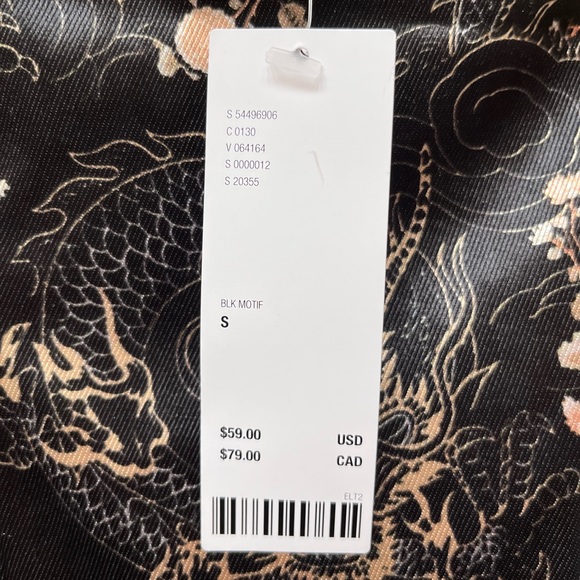 S 54496906
C 0130
V 064164
S 0000012
S 20355
BLK MOTIF
S
$59.00 USD
$79.00 CAD
ELT2